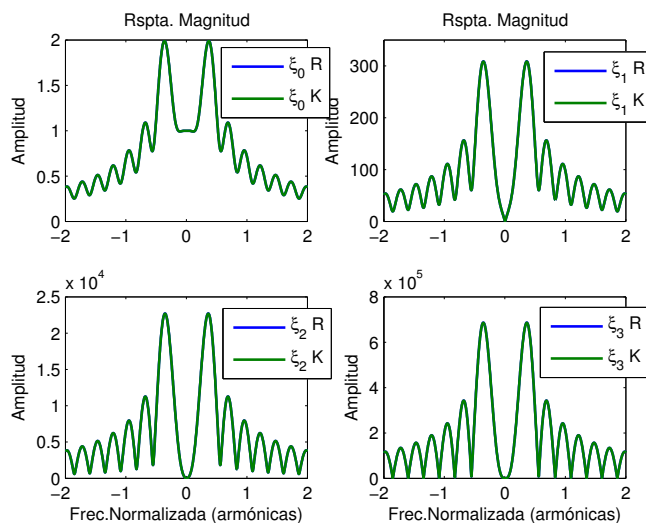 Rspta. Magnitud
Amplitud
2
1.5
1
0.5
0
−2
−1
0
1
2
ξ0 R
ξ0 K
Rspta. Magnitud
Amplitud
300
200
100
0
−2
−1
0
1
2
ξ1 R
ξ1 K
x 10^4
Amplitud
2.5
2
1.5
1
0.5
0
−2
−1
0
1
2
Frec.Normalizada (armónicas)
ξ2 R
ξ2 K
x 10^5
Amplitud
8
6
4
2
0
−2
−1
0
1
2
Frec.Normalizada (armónicas)
ξ3 R
ξ3 K